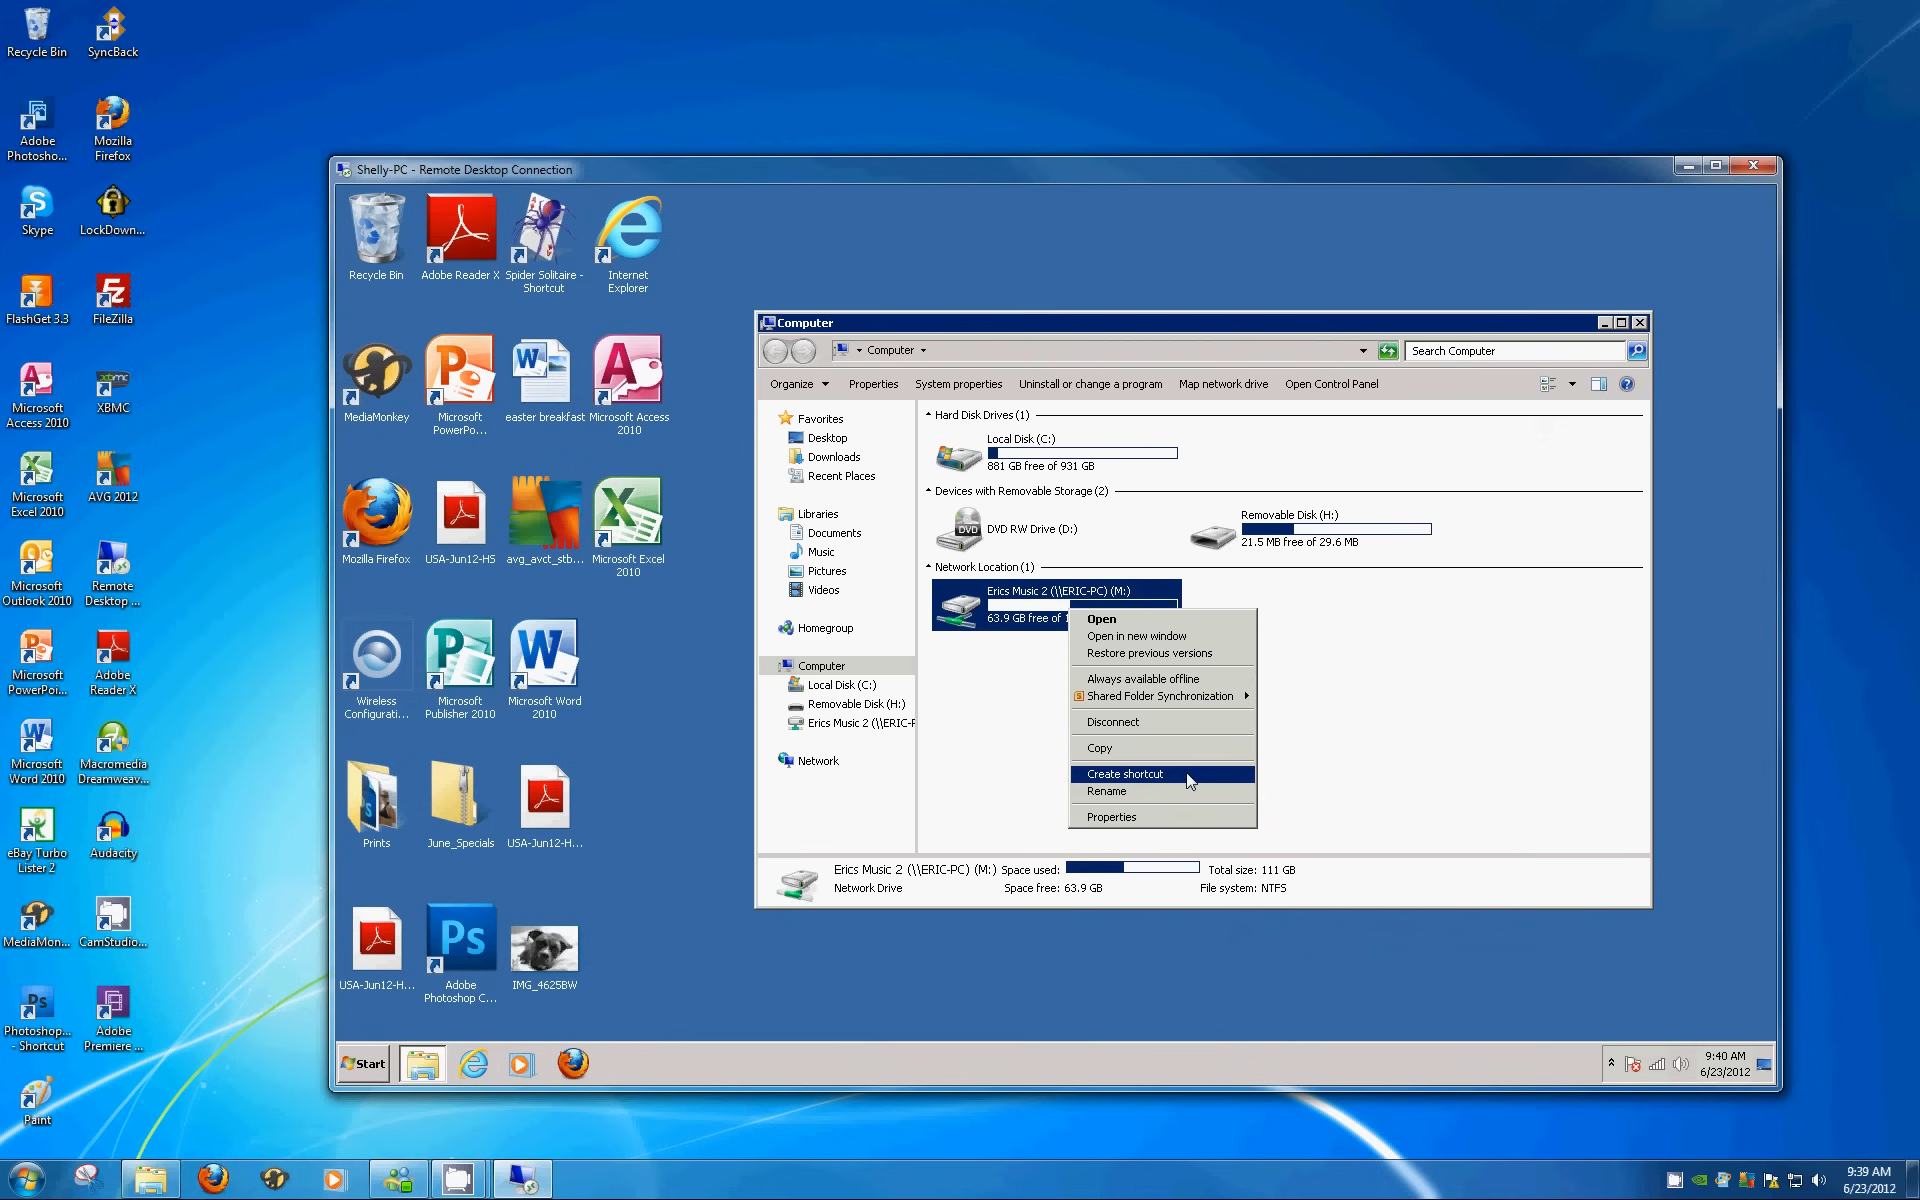 Recycle Bin
SyncBack
Adobe
Photosho...
Mozilla
Firefox
Skype
LockDown...
FlashGet 3.3
FileZilla
Microsoft
Access 2010
XBMC
Microsoft
Excel 2010
AVG 2012
Microsoft
Outlook 2010
Remote
Desktop ...
Microsoft
PowerPoi...
Adobe
Reader X
Microsoft
Word 2010
Macromedia
Dreamweav...
eBay Turbo
Lister 2
Audacity
MediaMon...
CamStudio...
Photoshop...
- Shortcut
Adobe
Premiere ...
Paint
Shelly-PC - Remote Desktop Connection
Recycle Bin
Adobe Reader X
Spider Solitaire -
Shortcut
Internet
Explorer
MediaMonkey
Microsoft
PowerPo...
easter breakfast
Microsoft Access
2010
Mozilla Firefox
USA-Jun12-HS
avg_avct_stb...
Microsoft Excel
2010
Wireless
Configurati...
Microsoft
Publisher 2010
Microsoft Word
2010
Prints
June_Specials
USA-Jun12-H...
USA-Jun12-H...
Adobe
Photoshop C...
IMG_4625BW
Computer
Computer
Search Computer
Organize
Properties
System properties
Uninstall or change a program
Map network drive
Open Control Panel
Favorites
Desktop
Downloads
Recent Places
Libraries
Documents
Music
Pictures
Videos
Homegroup
Computer
Local Disk (C:)
Removable Disk (H:)
Erics Music 2 (\\ERIC-P
Network
Hard Disk Drives (1)
Local Disk (C:)
881 GB free of 931 GB
Devices with Removable Storage (2)
DVD
DVD RW Drive (D:)
Removable Disk (H:)
21.5 MB free of 29.6 MB
Network Location (1)
Erics Music 2 (\\ERIC-PC) (M:)
63.9 GB free of 1
Open
Open in new window
Restore previous versions
Always available offline
Shared Folder Synchronization
Disconnect
Copy
Create shortcut
Rename
Properties
Erics Music 2 (\\ERIC-PC) (M:) Space used: Total size: 111 GB
Network Drive Space free: 63.9 GB File system: NTFS
Start
9:40 AM
6/23/2012
9:39 AM
6/23/2012